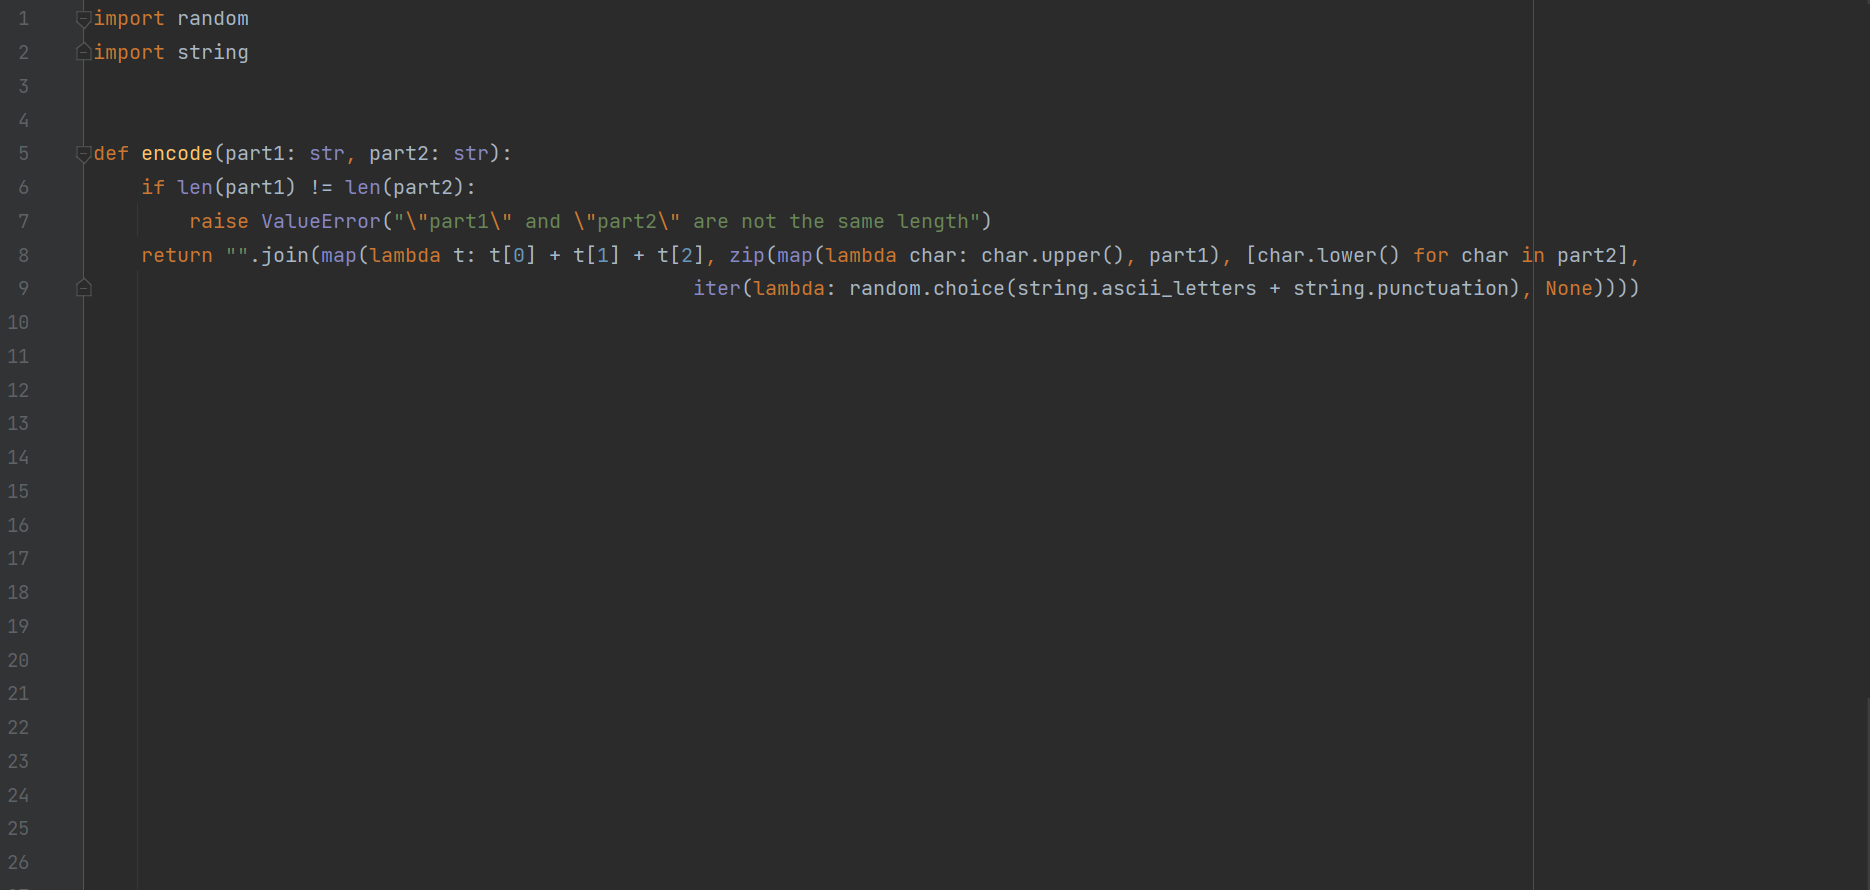 1 import random
2 import string
3
4
5 def encode(part1: str, part2: str):
6     if len(part1) != len(part2):
7         raise ValueError("\"part1\" and \"part2\" are not the same length")
8     return "".join(map(lambda t: t[0] + t[1] + t[2], zip(map(lambda char: char.upper(), part1), [char.lower() for char in part2],
9                                                   iter(lambda: random.choice(string.ascii_letters + string.punctuation), None))))
10
11
12
13
14
15
16
17
18
19
20
21
22
23
24
25
26